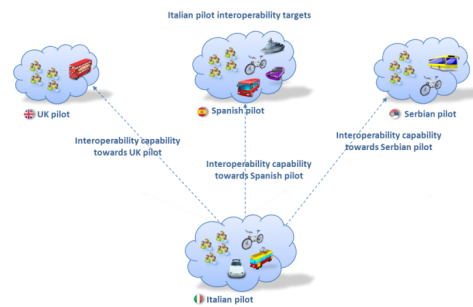 Italian pilot interoperability targets
UK pilot
Spanish pilot
Serbian pilot
Interoperability capability
towards UK pilot
Interoperability capability
towards Spanish pilot
Interoperability capability
towards Serbian pilot
Italian pilot